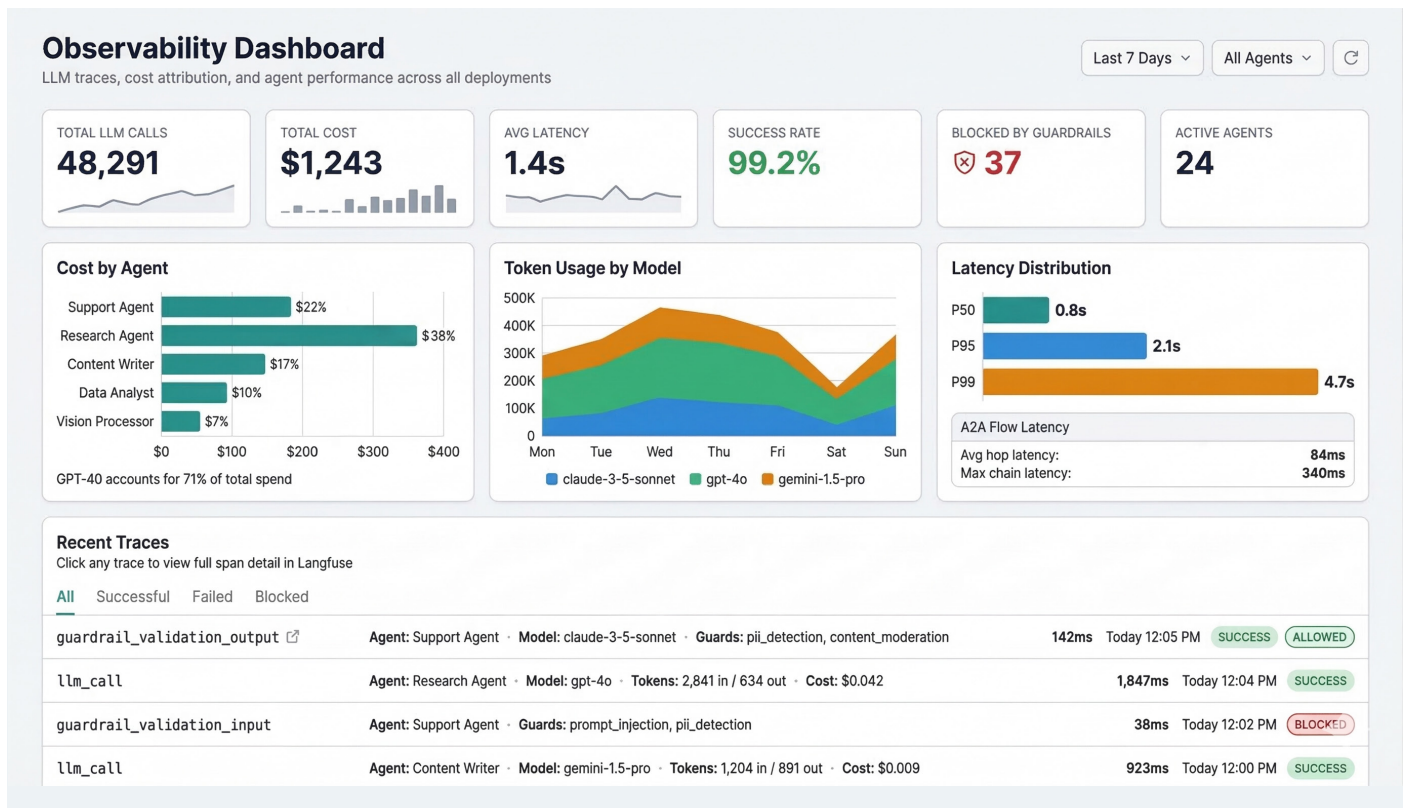 Observability Dashboard
LLM traces, cost attribution, and agent performance across all deployments
Last 7 Days
All Agents
TOTAL LLM CALLS
48,291
TOTAL COST
$1,243
AVG LATENCY
1.4s
SUCCESS RATE
99.2%
BLOCKED BY GUARDRAILS
37
ACTIVE AGENTS
24
Cost by Agent
Support Agent $22%
Research Agent $38%
Content Writer $17%
Data Analyst $10%
Vision Processor $7%
$0 $100 $200 $300 $400
GPT-40 accounts for 71% of total spend
Token Usage by Model
500K
400K
300K
200K
100K
0
Mon Tue Wed Thu Fri Sat Sun
claude-3-5-sonnet gpt-4o gemini-1.5-pro
Latency Distribution
P50 0.8s
P95 2.1s
P99 4.7s
A2A Flow Latency
Avg hop latency: 84ms
Max chain latency: 340ms
Recent Traces
Click any trace to view full span detail in Langfuse
All Successful Failed Blocked
guardrail_validation_output Agent: Support Agent • Model: claude-3-5-sonnet • Guards: pii_detection, content_moderation 142ms Today 12:05 PM SUCCESS ALLOWED
llm_call Agent: Research Agent • Model: gpt-4o • Tokens: 2,841 in / 634 out • Cost: $0.042 1,847ms Today 12:04 PM SUCCESS
guardrail_validation_input Agent: Support Agent • Guards: prompt_injection, pii_detection 38ms Today 12:02 PM BLOCKED
llm_call Agent: Content Writer • Model: gemini-1.5-pro • Tokens: 1,204 in / 891 out • Cost: $0.009 923ms Today 12:00 PM SUCCESS